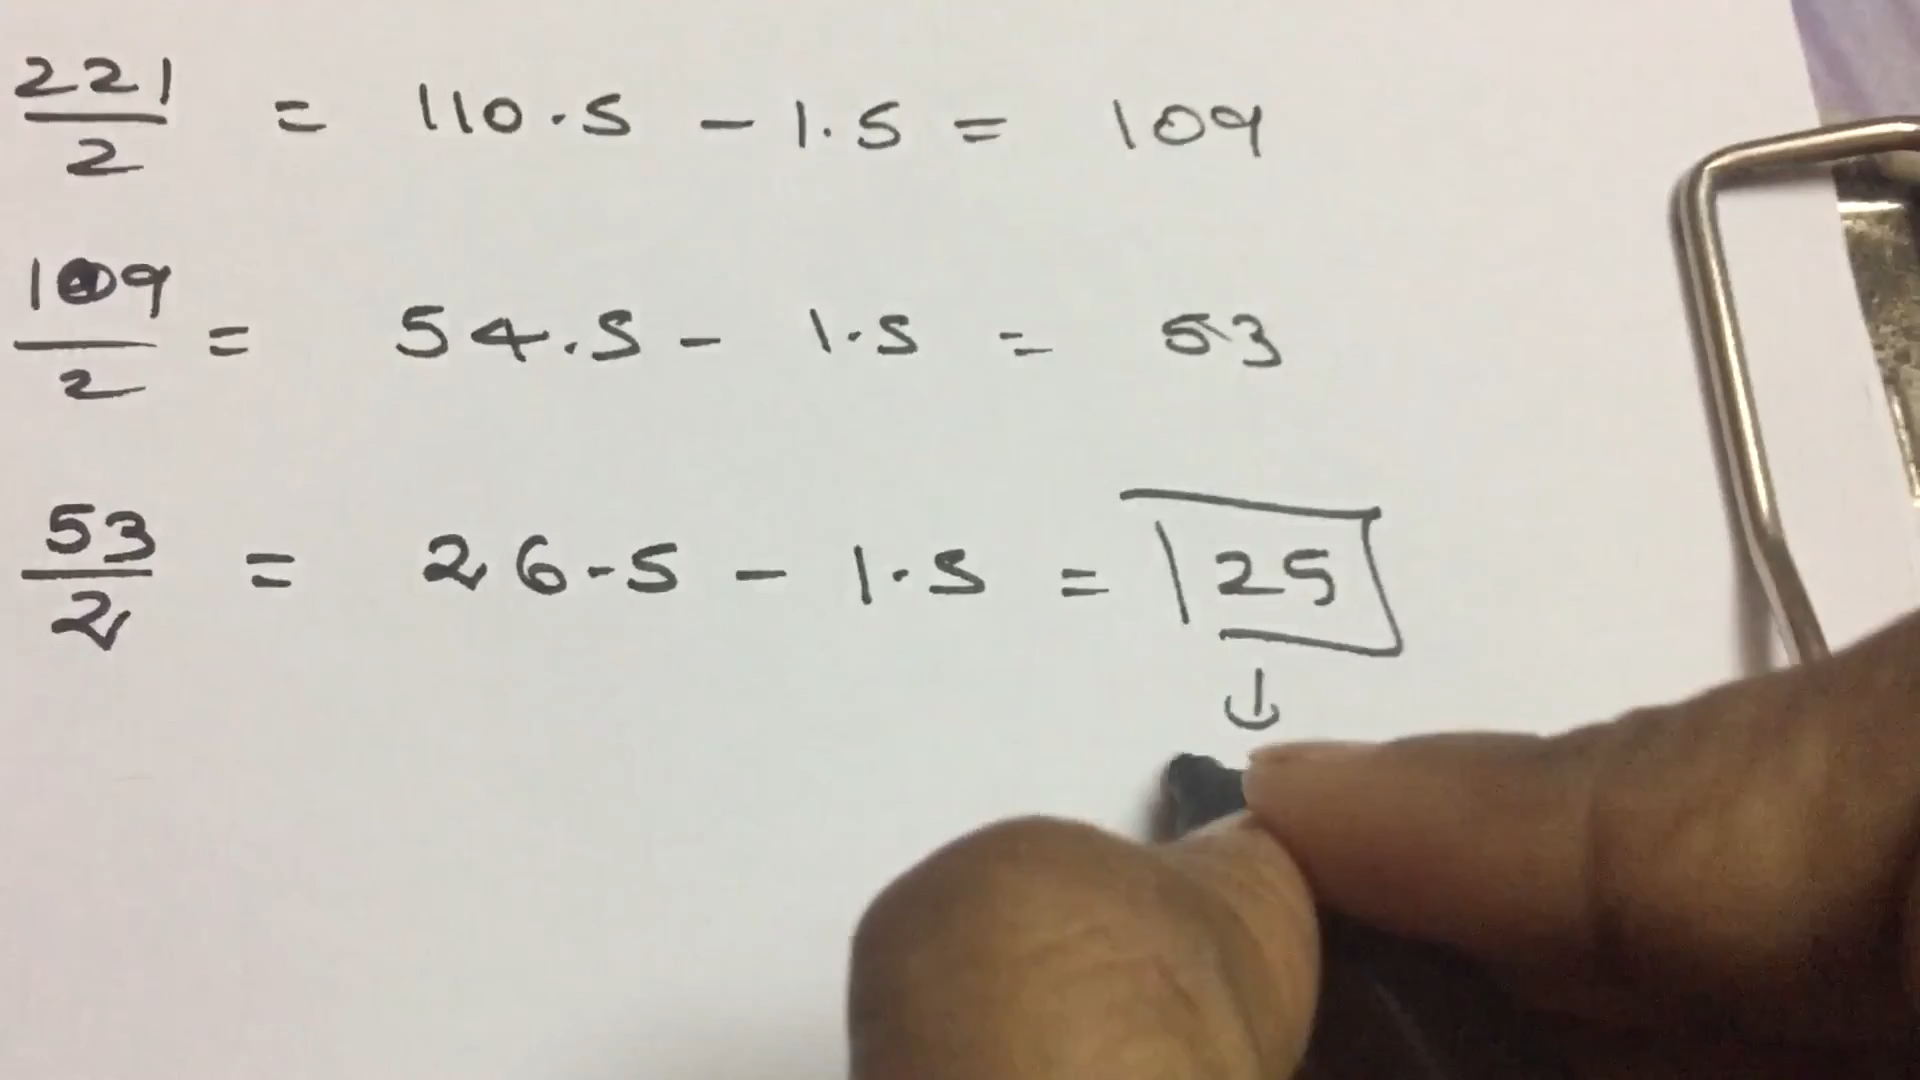 221/2 = 110.5 - 1.5 = 109
109/2 = 54.5 - 1.5 = 53
53/2 = 26.5 - 1.5 = 25
↓